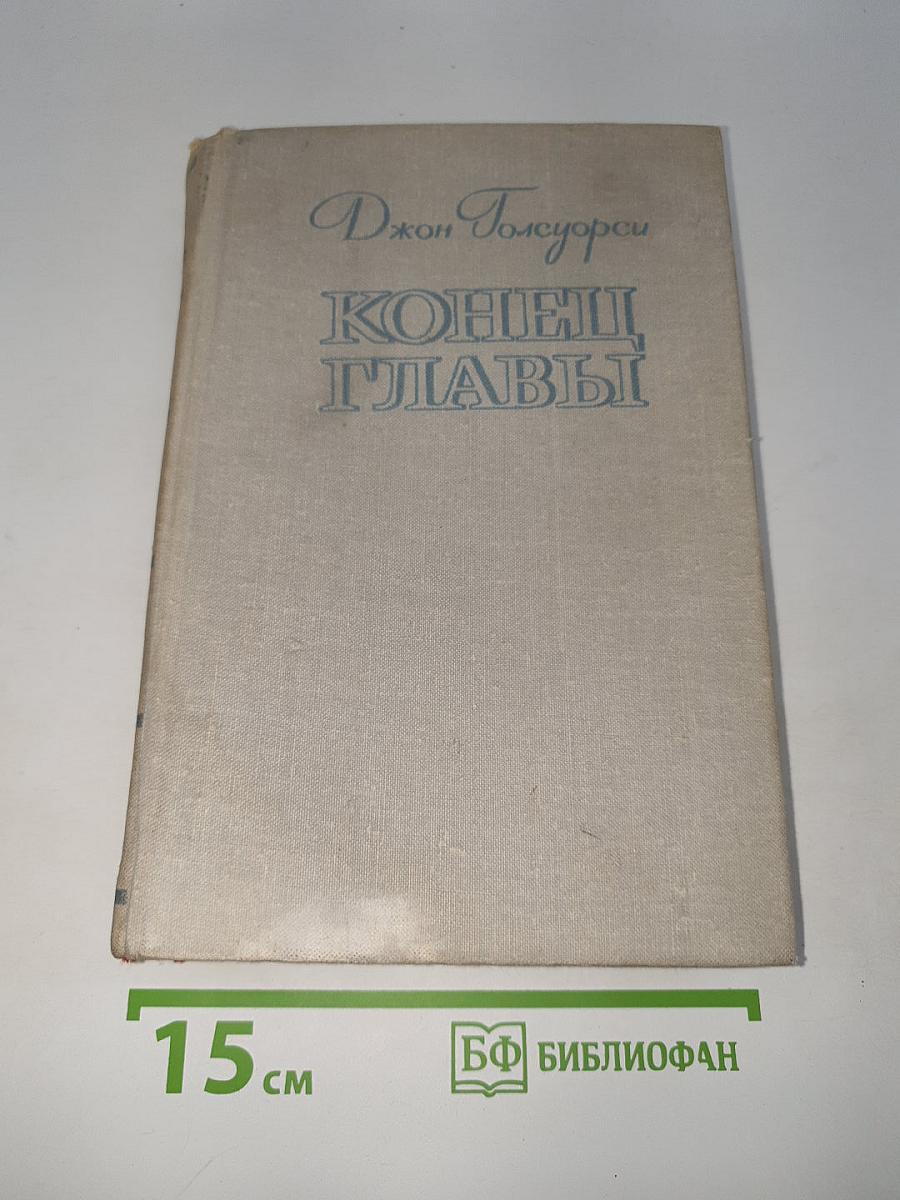 Джон Голсуорси
КОНЕЦ
ГЛАВЫ
15 см
БФ БИБЛИОФАН